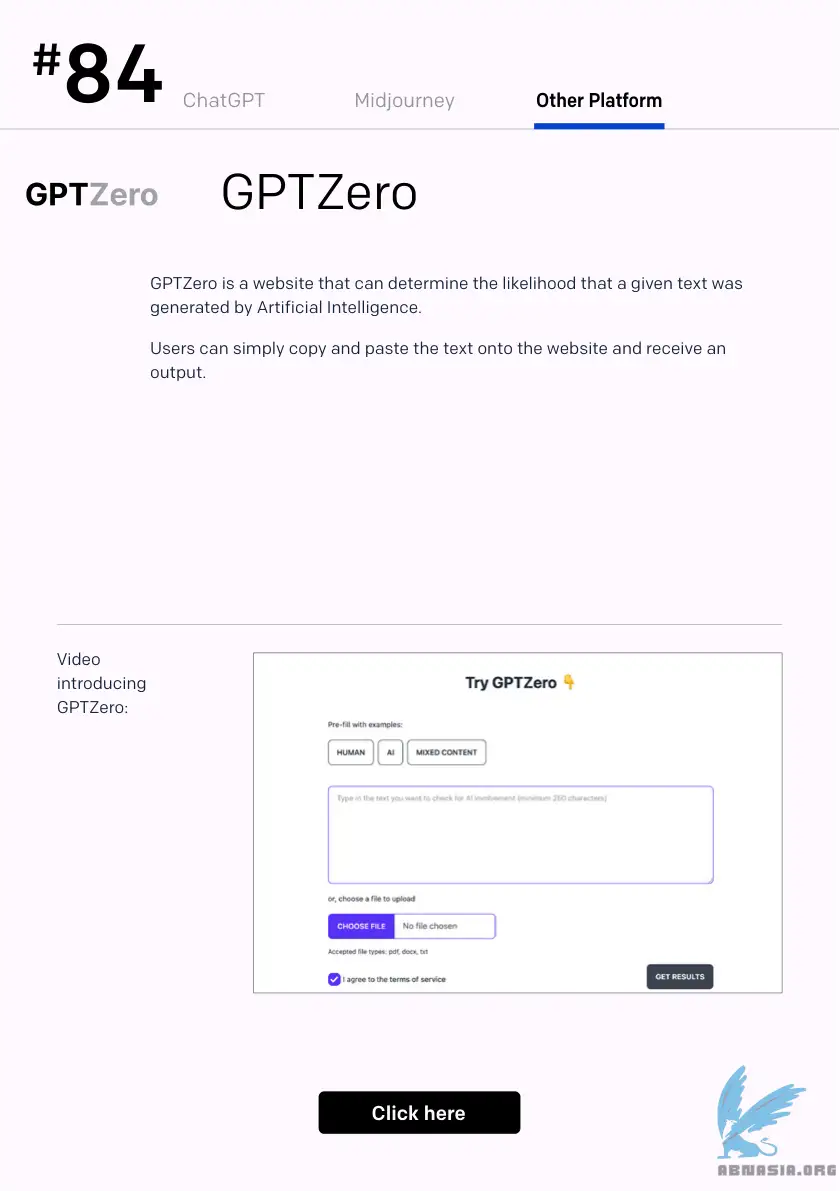 #84
ChatGPT
Midjourney
Other Platform
GPTZero
GPTZero
GPTZero is a website that can determine the likelihood that a given text was
generated by Artificial Intelligence.
Users can simply copy and paste the text onto the website and receive an
output.
Video
introducing
GPTZero:
Try GPTZero 👇
Pre-fill with examples:
HUMAN
AI
MIXED CONTENT
Type in the text you want to check for AI involvement (minimum 250 characters)
or, choose a file to upload
CHOOSE FILE
No file chosen
Accepted file types: pdf, docx, txt
I agree to the terms of service
GET RESULTS
Click here
ABNASIA.ORG